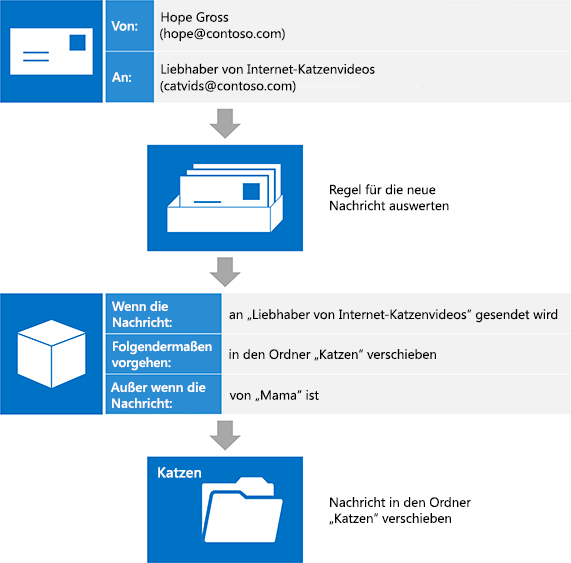 Von:
Hope Gross
(hope@contoso.com)
An:
Liebhaber von Internet-Katzenvideos
(catvids@contoso.com)
Regel für die neue
Nachricht auswerten
Wenn die
Nachricht:
an „Liebhaber von Internet-Katzenvideos“ gesendet wird
Folgendermaßen
vorgehen:
in den Ordner „Katzen“ verschieben
Außer wenn die
Nachricht:
von „Mama“ ist
Katzen
Nachricht in den Ordner
„Katzen“ verschieben